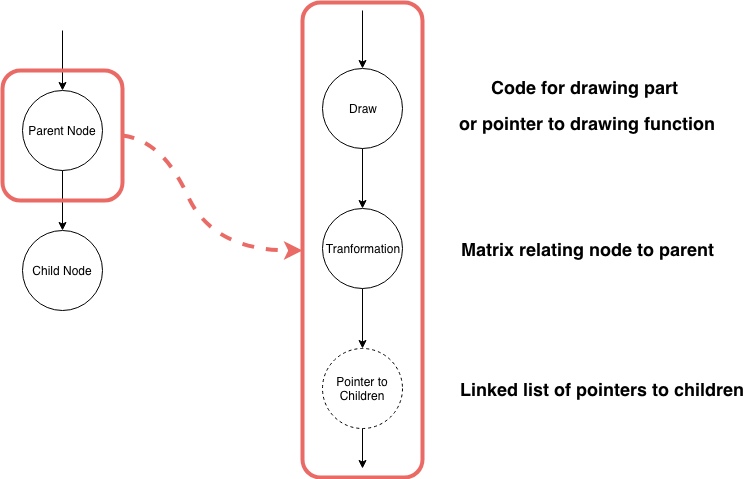 Parent Node
Child Node
Draw
Tranformation
Pointer to
Children
Code for drawing part
or pointer to drawing function
Matrix relating node to parent
Linked list of pointers to children